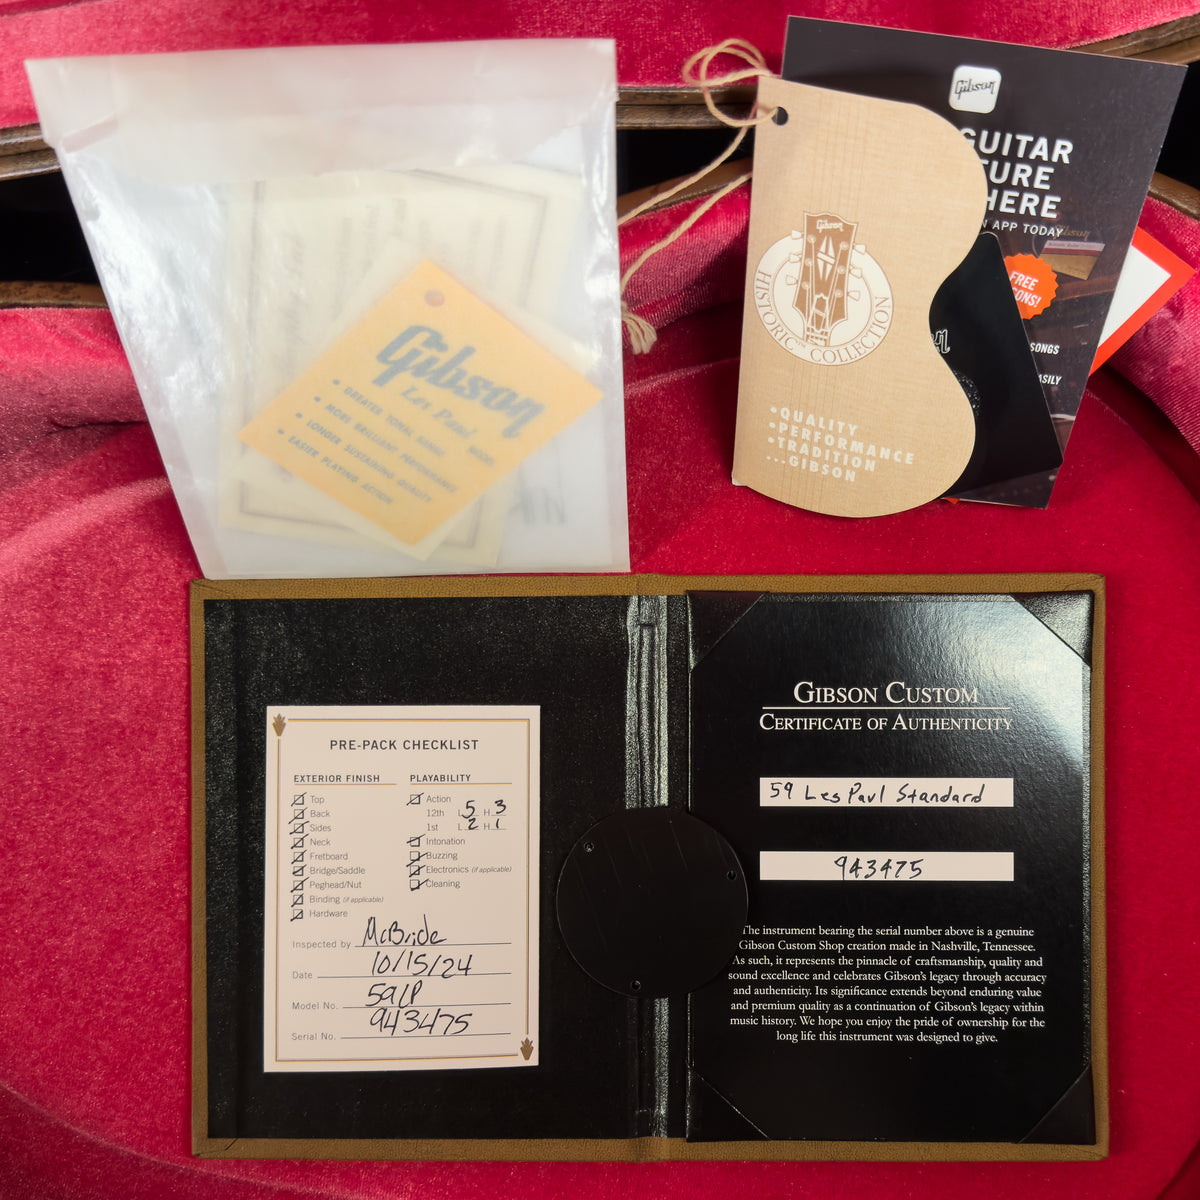 Gibson
Les Paul
MODEL
• GREATER TONAL RANGE
• MORE BRILLIANT PERFORMANCE
• LONGER SUSTAINING QUALITY
• EASIER PLAYING ACTION
Gibson
GUITAR
HERE
APP TODAY
FREE
SONGS
Gibson
HISTORIC™ COLLECTION
•QUALITY
•PERFORMANCE
•TRADITION
...GIBSON
PRE-PACK CHECKLIST
EXTERIOR FINISH
Top
Back
Sides
Neck
Fretboard
Bridge/Saddle
Peghead/Nut
Binding (if applicable)
Hardware
PLAYABILITY
Action
12th L 5 H 3
1st L 2 H 1
Intonation
Buzzing
Electronics (if applicable)
Cleaning
Inspected by McBride
Date 10/15/24
Model No. 59LP
Serial No. 943475
GIBSON CUSTOM
CERTIFICATE OF AUTHENTICITY
59 Les Paul Standard
943475
The instrument bearing the serial number above is a genuine
Gibson Custom Shop creation made in Nashville, Tennessee.
As such, it represents the pinnacle of craftsmanship, quality and
sound excellence and celebrates Gibson's legacy through accuracy
and authenticity. Its significance extends beyond enduring value
and premium quality as a continuation of Gibson's legacy within
music history. We hope you enjoy the pride of ownership for the
long life this instrument was designed to give.